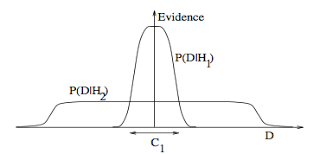 Evidence
P(D|H1)
P(D|H2)
C1
D